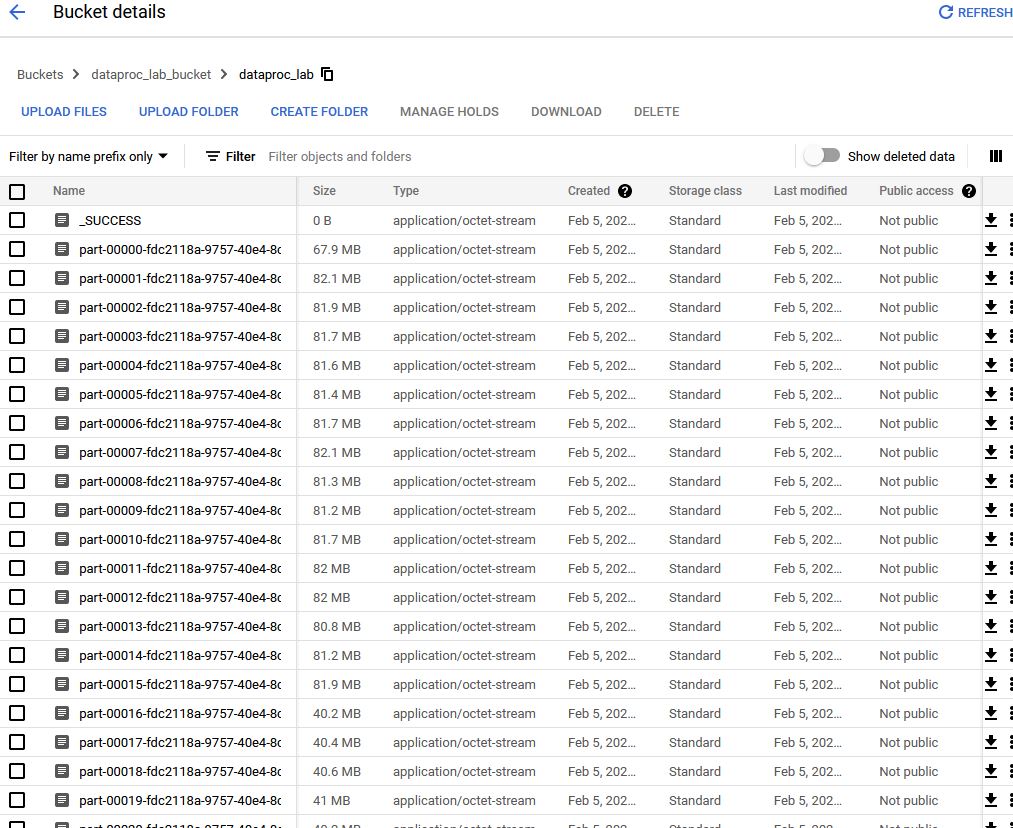 Bucket details REFRESH
Buckets dataproc_lab_bucket dataproc_lab
UPLOAD FILES UPLOAD FOLDER CREATE FOLDER MANAGE HOLDS DOWNLOAD DELETE
Filter by name prefix only Filter Filter objects and folders Show deleted data
Name Size Type Created Storage class Last modified Public access
_SUCCESS 0 B application/octet-stream Feb 5, 202... Standard Feb 5, 202... Not public
part-00000-fdc2118a-9757-40e4-8c 67.9 MB application/octet-stream Feb 5, 202... Standard Feb 5, 202... Not public
part-00001-fdc2118a-9757-40e4-8c 82.1 MB application/octet-stream Feb 5, 202... Standard Feb 5, 202... Not public
part-00002-fdc2118a-9757-40e4-8c 81.9 MB application/octet-stream Feb 5, 202... Standard Feb 5, 202... Not public
part-00003-fdc2118a-9757-40e4-8c 81.7 MB application/octet-stream Feb 5, 202... Standard Feb 5, 202... Not public
part-00004-fdc2118a-9757-40e4-8c 81.6 MB application/octet-stream Feb 5, 202... Standard Feb 5, 202... Not public
part-00005-fdc2118a-9757-40e4-8c 81.4 MB application/octet-stream Feb 5, 202... Standard Feb 5, 202... Not public
part-00006-fdc2118a-9757-40e4-8c 81.7 MB application/octet-stream Feb 5, 202... Standard Feb 5, 202... Not public
part-00007-fdc2118a-9757-40e4-8c 82.1 MB application/octet-stream Feb 5, 202... Standard Feb 5, 202... Not public
part-00008-fdc2118a-9757-40e4-8c 81.3 MB application/octet-stream Feb 5, 202... Standard Feb 5, 202... Not public
part-00009-fdc2118a-9757-40e4-8c 81.2 MB application/octet-stream Feb 5, 202... Standard Feb 5, 202... Not public
part-00010-fdc2118a-9757-40e4-8c 81.7 MB application/octet-stream Feb 5, 202... Standard Feb 5, 202... Not public
part-00011-fdc2118a-9757-40e4-8c 82 MB application/octet-stream Feb 5, 202... Standard Feb 5, 202... Not public
part-00012-fdc2118a-9757-40e4-8c 82 MB application/octet-stream Feb 5, 202... Standard Feb 5, 202... Not public
part-00013-fdc2118a-9757-40e4-8c 80.8 MB application/octet-stream Feb 5, 202... Standard Feb 5, 202... Not public
part-00014-fdc2118a-9757-40e4-8c 81.2 MB application/octet-stream Feb 5, 202... Standard Feb 5, 202... Not public
part-00015-fdc2118a-9757-40e4-8c 81.9 MB application/octet-stream Feb 5, 202... Standard Feb 5, 202... Not public
part-00016-fdc2118a-9757-40e4-8c 40.2 MB application/octet-stream Feb 5, 202... Standard Feb 5, 202... Not public
part-00017-fdc2118a-9757-40e4-8c 40.4 MB application/octet-stream Feb 5, 202... Standard Feb 5, 202... Not public
part-00018-fdc2118a-9757-40e4-8c 40.6 MB application/octet-stream Feb 5, 202... Standard Feb 5, 202... Not public
part-00019-fdc2118a-9757-40e4-8c 41 MB application/octet-stream Feb 5, 202... Standard Feb 5, 202... Not public